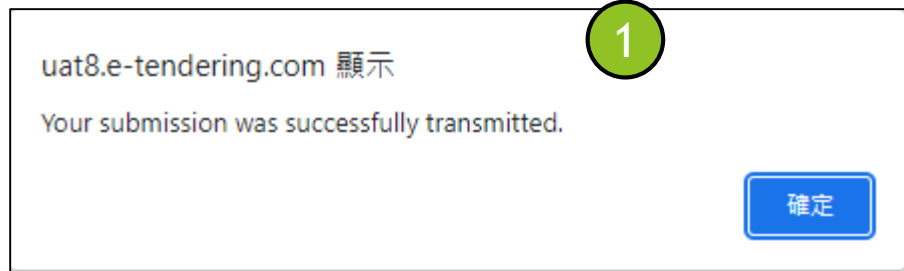 1
uat8.e-tendering.com 顯示
Your submission was successfully transmitted.
確定